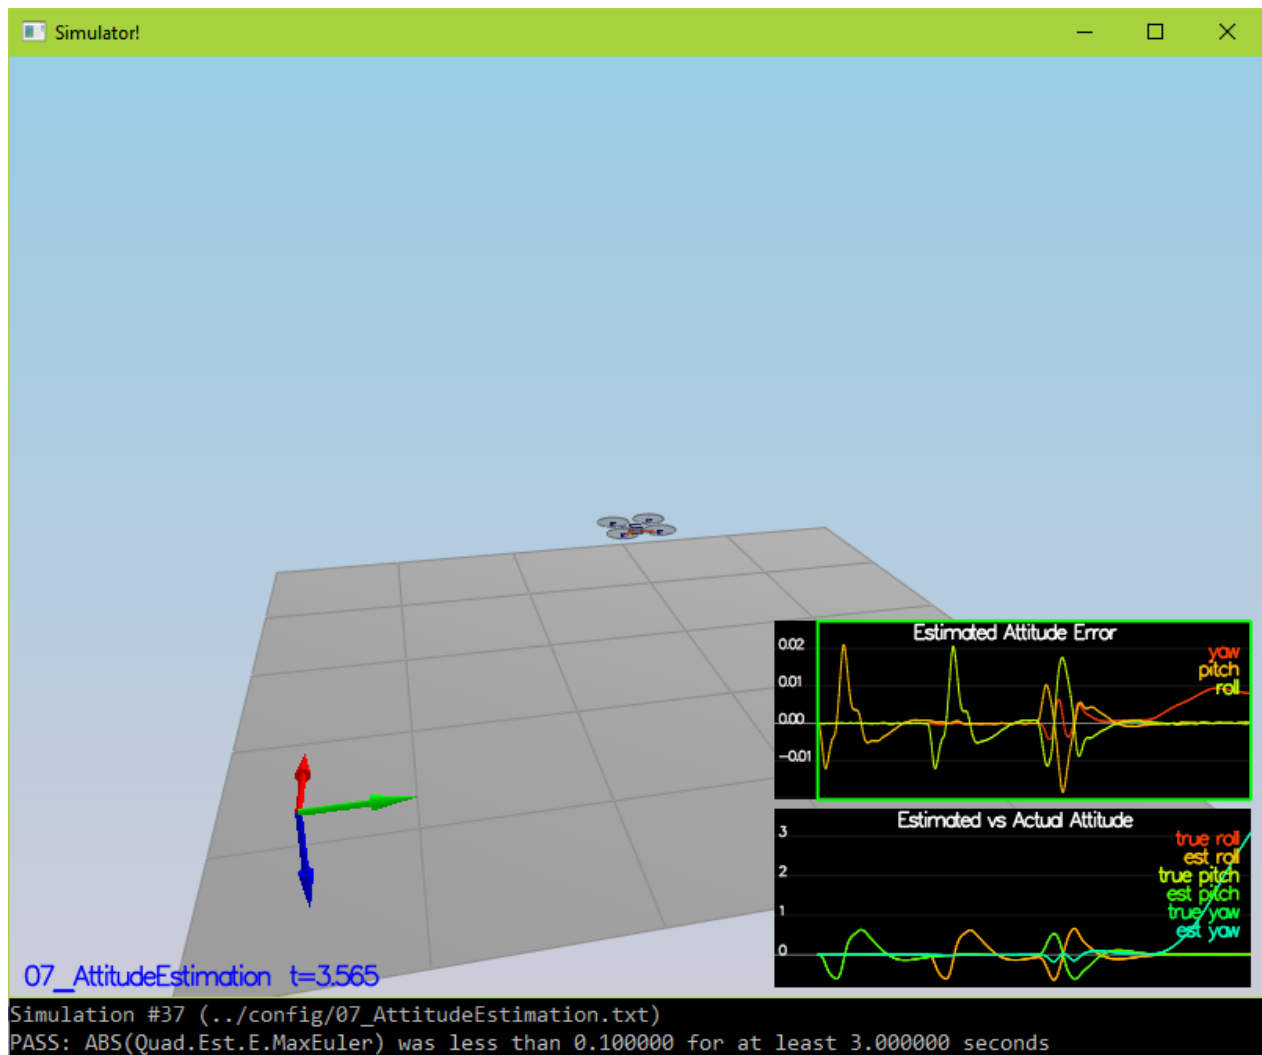 Simulator!
Estimated Attitude Error
0.02
0.01
0.00
-0.01
yaw
pitch
roll
Estimated vs Actual Attitude
3
2
1
0
true roll
est roll
true pitch
est pitch
true yaw
est yaw
07_AttitudeEstimation t=3.565
Simulation #37 (../config/07_AttitudeEstimation.txt)
PASS: ABS(Quad.Est.E.MaxEuler) was less than 0.100000 for at least 3.000000 seconds